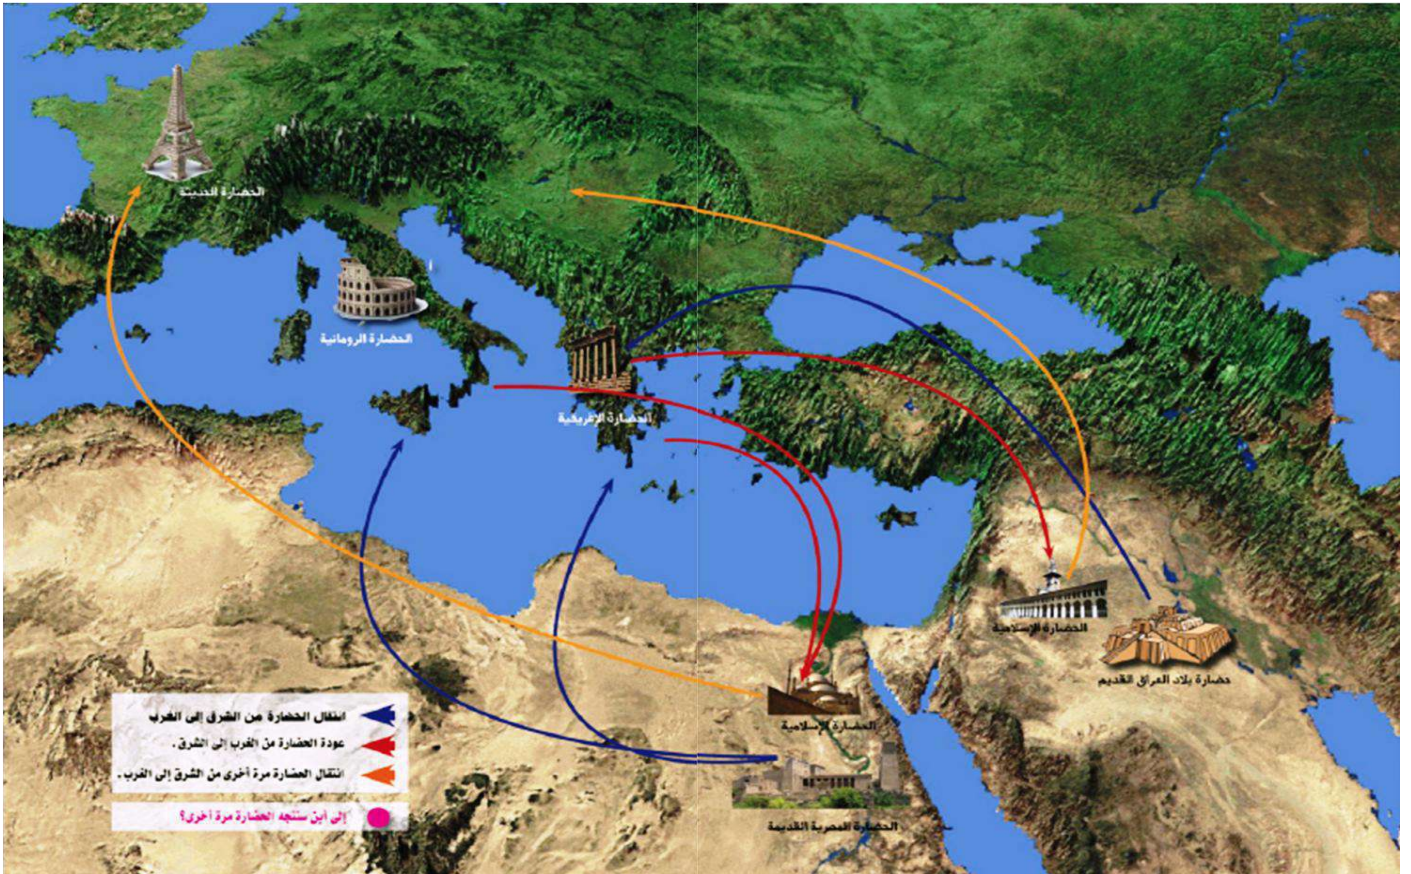 الحضارة الحديثة
الحضارة الرومانية
الحضارة الإغريقية
الحضارة الإسلامية
حضارة بلاد العراق القديم
الحضارة الإسلامية
الحضارة المصرية القديمة
انتقال الحضارة من الشرق إلى الغرب
عودة الحضارة من الغرب إلى الشرق .
انتقال الحضارة مرة أخرى من الشرق إلى الغرب .
إلى أين ستتجه الحضارة مرة أخرى؟